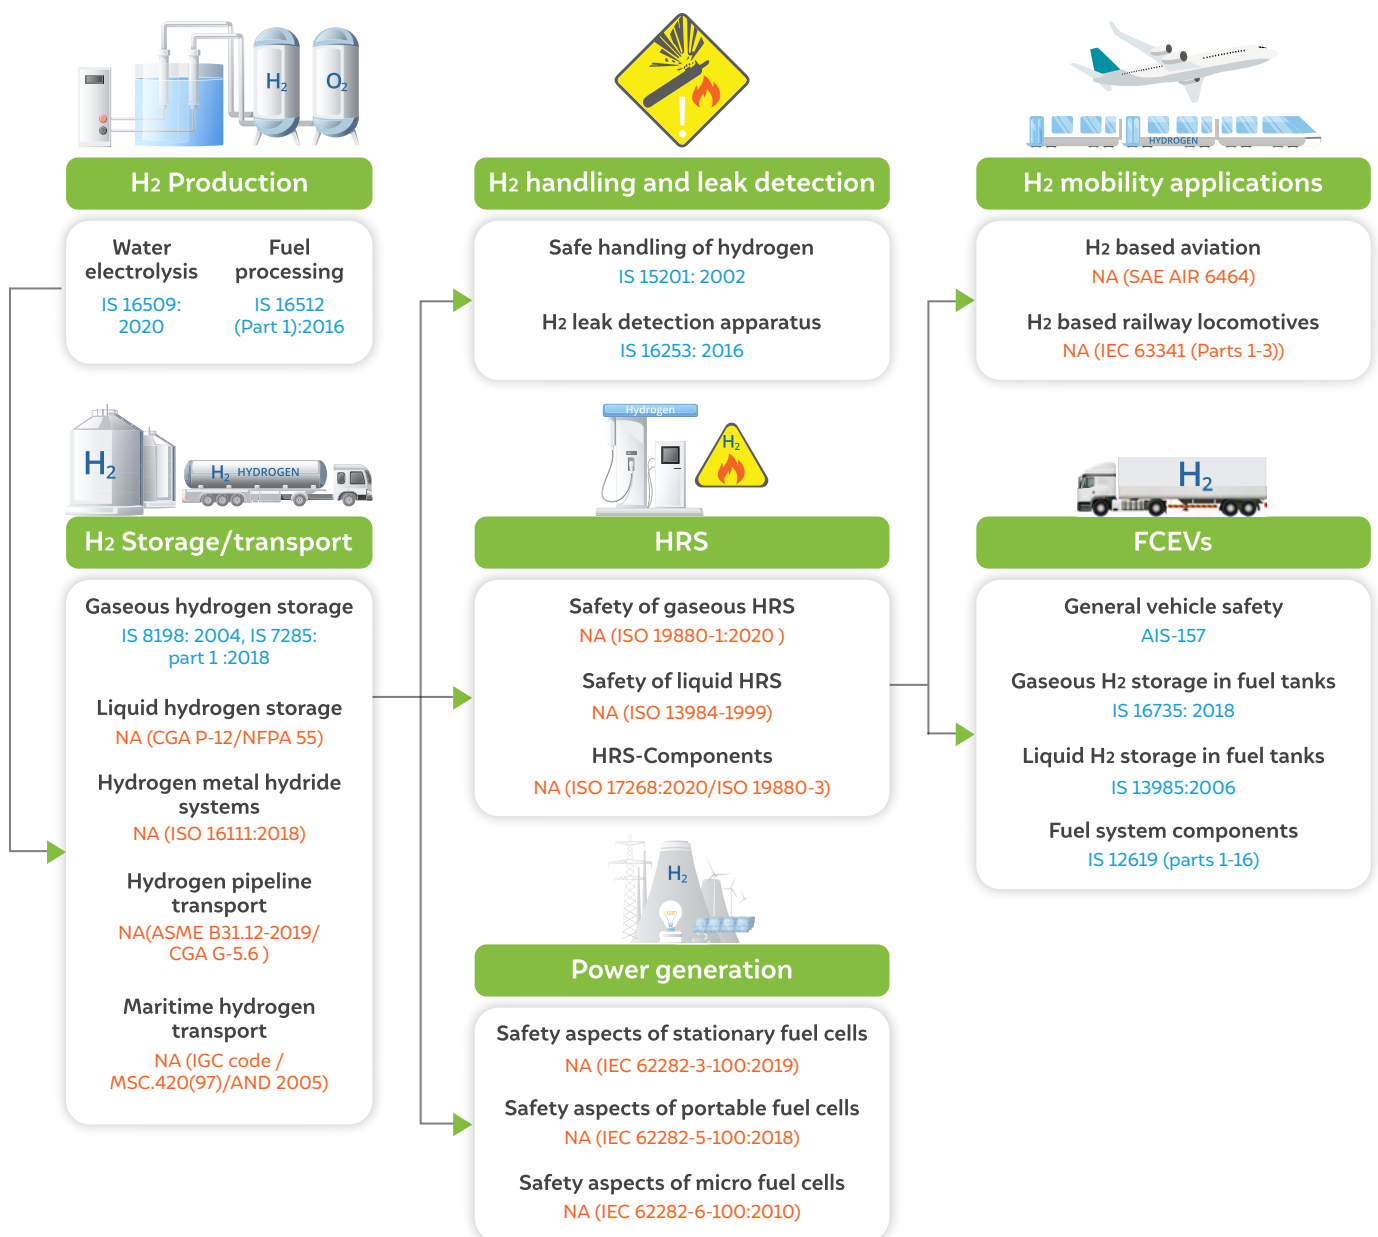 H2
O2
H2 Production
Water
electrolysis
IS 16509:
2020
Fuel
processing
IS 16512
(Part 1):2016
H2
H2 HYDROGEN
H2 Storage/transport
Gaseous hydrogen storage
IS 8198: 2004, IS 7285:
part 1 :2018
Liquid hydrogen storage
NA (CGA P-12/NFPA 55)
Hydrogen metal hydride
systems
NA (ISO 16111:2018)
Hydrogen pipeline
transport
NA(ASME B31.12-2019/
CGA G-5.6 )
Maritime hydrogen
transport
NA (IGC code /
MSC.420(97)/AND 2005)
!
H2 handling and leak detection
Safe handling of hydrogen
IS 15201: 2002
H2 leak detection apparatus
IS 16253: 2016
Hydrogen
H2
HRS
Safety of gaseous HRS
NA (ISO 19880-1:2020 )
Safety of liquid HRS
NA (ISO 13984-1999)
HRS-Components
NA (ISO 17268:2020/ISO 19880-3)
H2
Power generation
Safety aspects of stationary fuel cells
NA (IEC 62282-3-100:2019)
Safety aspects of portable fuel cells
NA (IEC 62282-5-100:2018)
Safety aspects of micro fuel cells
NA (IEC 62282-6-100:2010)
HYDROGEN
H2 mobility applications
H2 based aviation
NA (SAE AIR 6464)
H2 based railway locomotives
NA (IEC 63341 (Parts 1-3))
H2
FCEVs
General vehicle safety
AIS-157
Gaseous H2 storage in fuel tanks
IS 16735: 2018
Liquid H2 storage in fuel tanks
IS 13985:2006
Fuel system components
IS 12619 (parts 1-16)